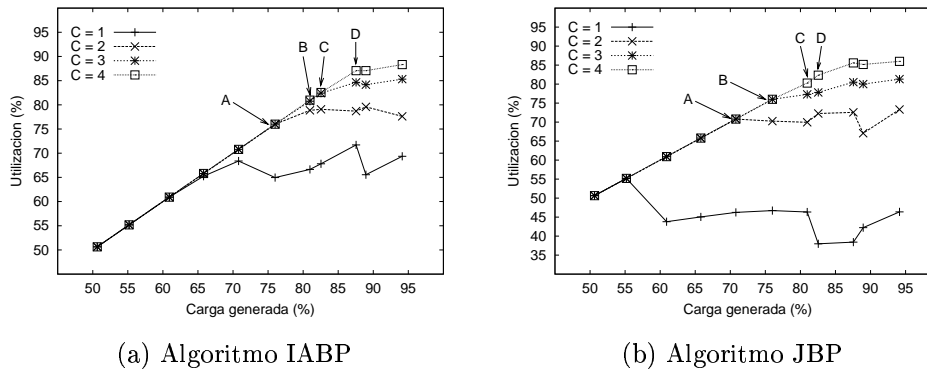 C = 1
C = 2
C = 3
C = 4
A
B
C
D
95
90
85
80
75
70
65
60
55
50
Utilizacion (%)
50 55 60 65 70 75 80 85 90 95
Carga generada (%)
(a) Algoritmo IABP
C = 1
C = 2
C = 3
C = 4
A
B
C
D
95
90
85
80
75
70
65
60
55
50
45
40
35
Utilizacion (%)
50 55 60 65 70 75 80 85 90 95
Carga generada (%)
(b) Algoritmo JBP